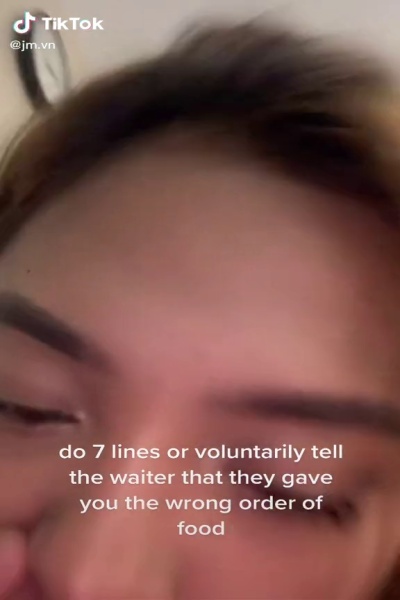 TikTok
@jm.vn
do 7 lines or voluntarily tell
the waiter that they gave
you the wrong order of
food